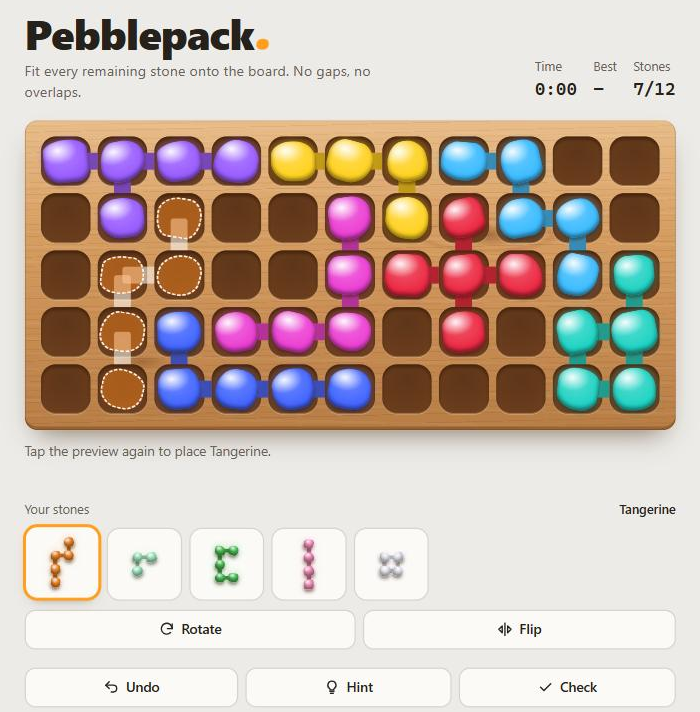 Pebblepack.
Fit every remaining stone onto the board. No gaps, no
overlaps.
Time Best Stones
0:00 – 7/12
Tap the preview again to place Tangerine.
Your stones Tangerine
Rotate Flip
Undo Hint Check